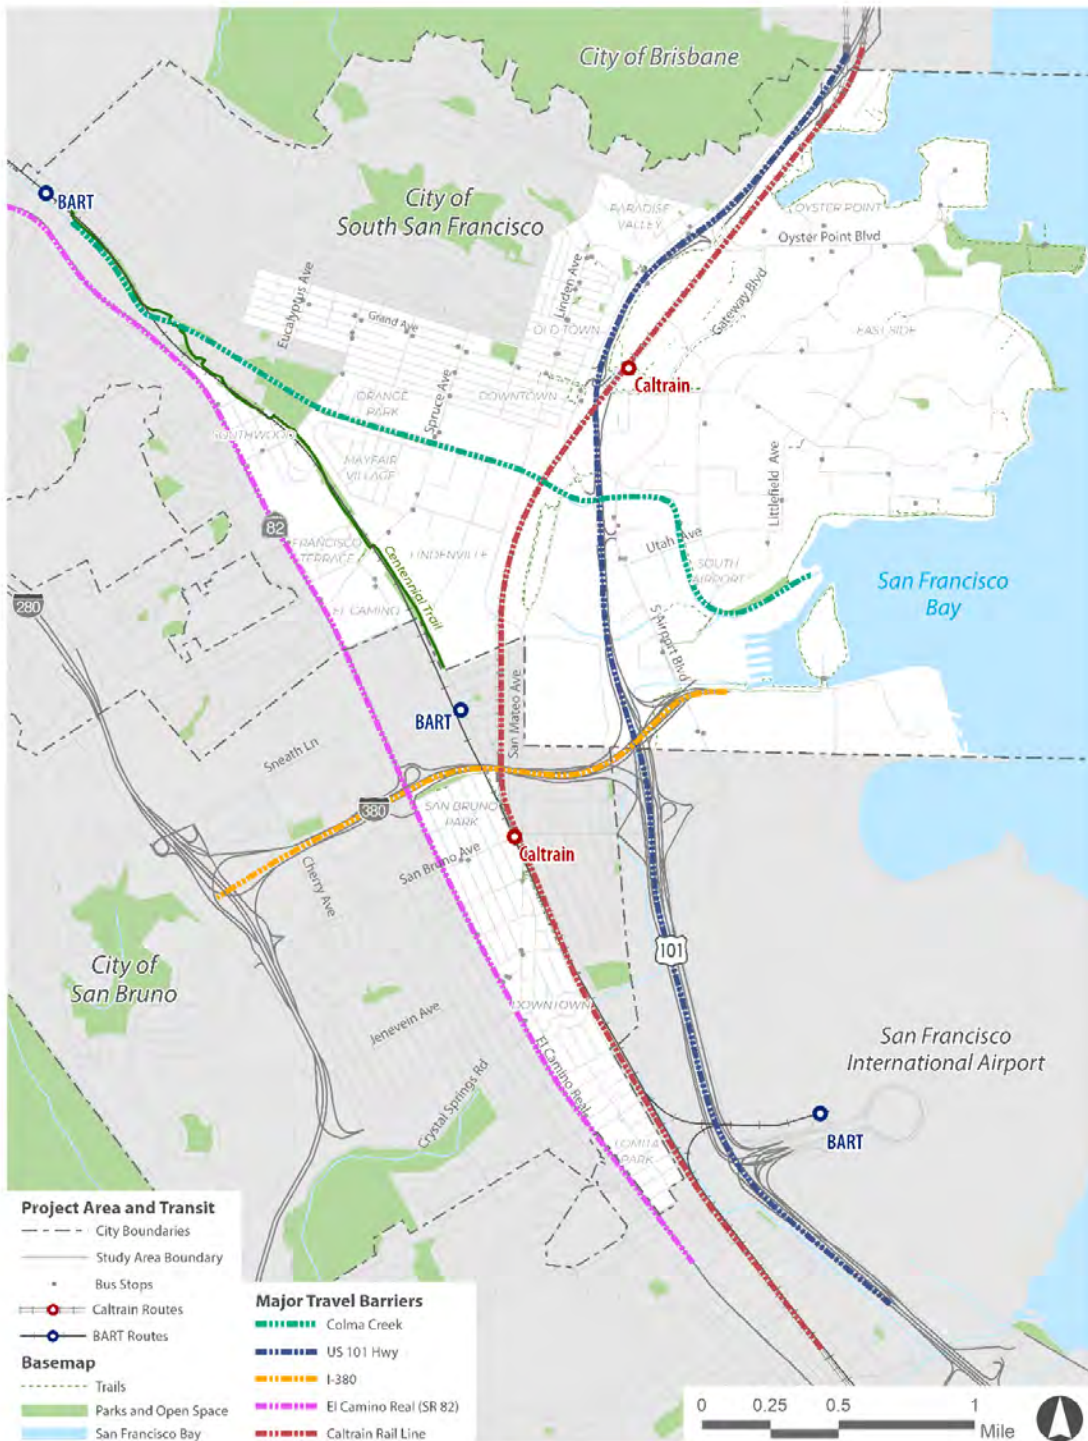 City of Brisbane
BART
City of
South San Francisco
PARADISE
VALLEY
OYSTER POINT
Oyster Point Blvd
Eucalyptus Ave
Grand Ave
Linden Ave
OLD TOWN
Gateway Blvd
EAST SIDE
Caltrain
ORANGE
PARK
Spruce Ave
DOWNTOWN
MAYFAIR
VILLAGE
Littlefield Ave
82
FRANCISCO
TERRACE
LINDENVILLE
Centennial Trail
Utah Ave
SOUTH
AIRPORT
San Francisco
Bay
280
EL CAMINO
S Airport Blvd
BART
San Mateo Ave
Sneath Ln
380
SAN BRUNO
PARK
San Bruno Ave
Caltrain
Cherry Ave
City of
San Bruno
101
DOWNTOWN
Jenevein Ave
El Camino Real
San Francisco
International Airport
Crystal Springs Rd
BART
LOMITA
PARK
Project Area and Transit
City Boundaries
Study Area Boundary
Bus Stops
Caltrain Routes
BART Routes
Basemap
Trails
Parks and Open Space
San Francisco Bay
Major Travel Barriers
Colma Creek
US 101 Hwy
I-380
El Camino Real (SR 82)
Caltrain Rail Line
0 0.25 0.5 1
Mile